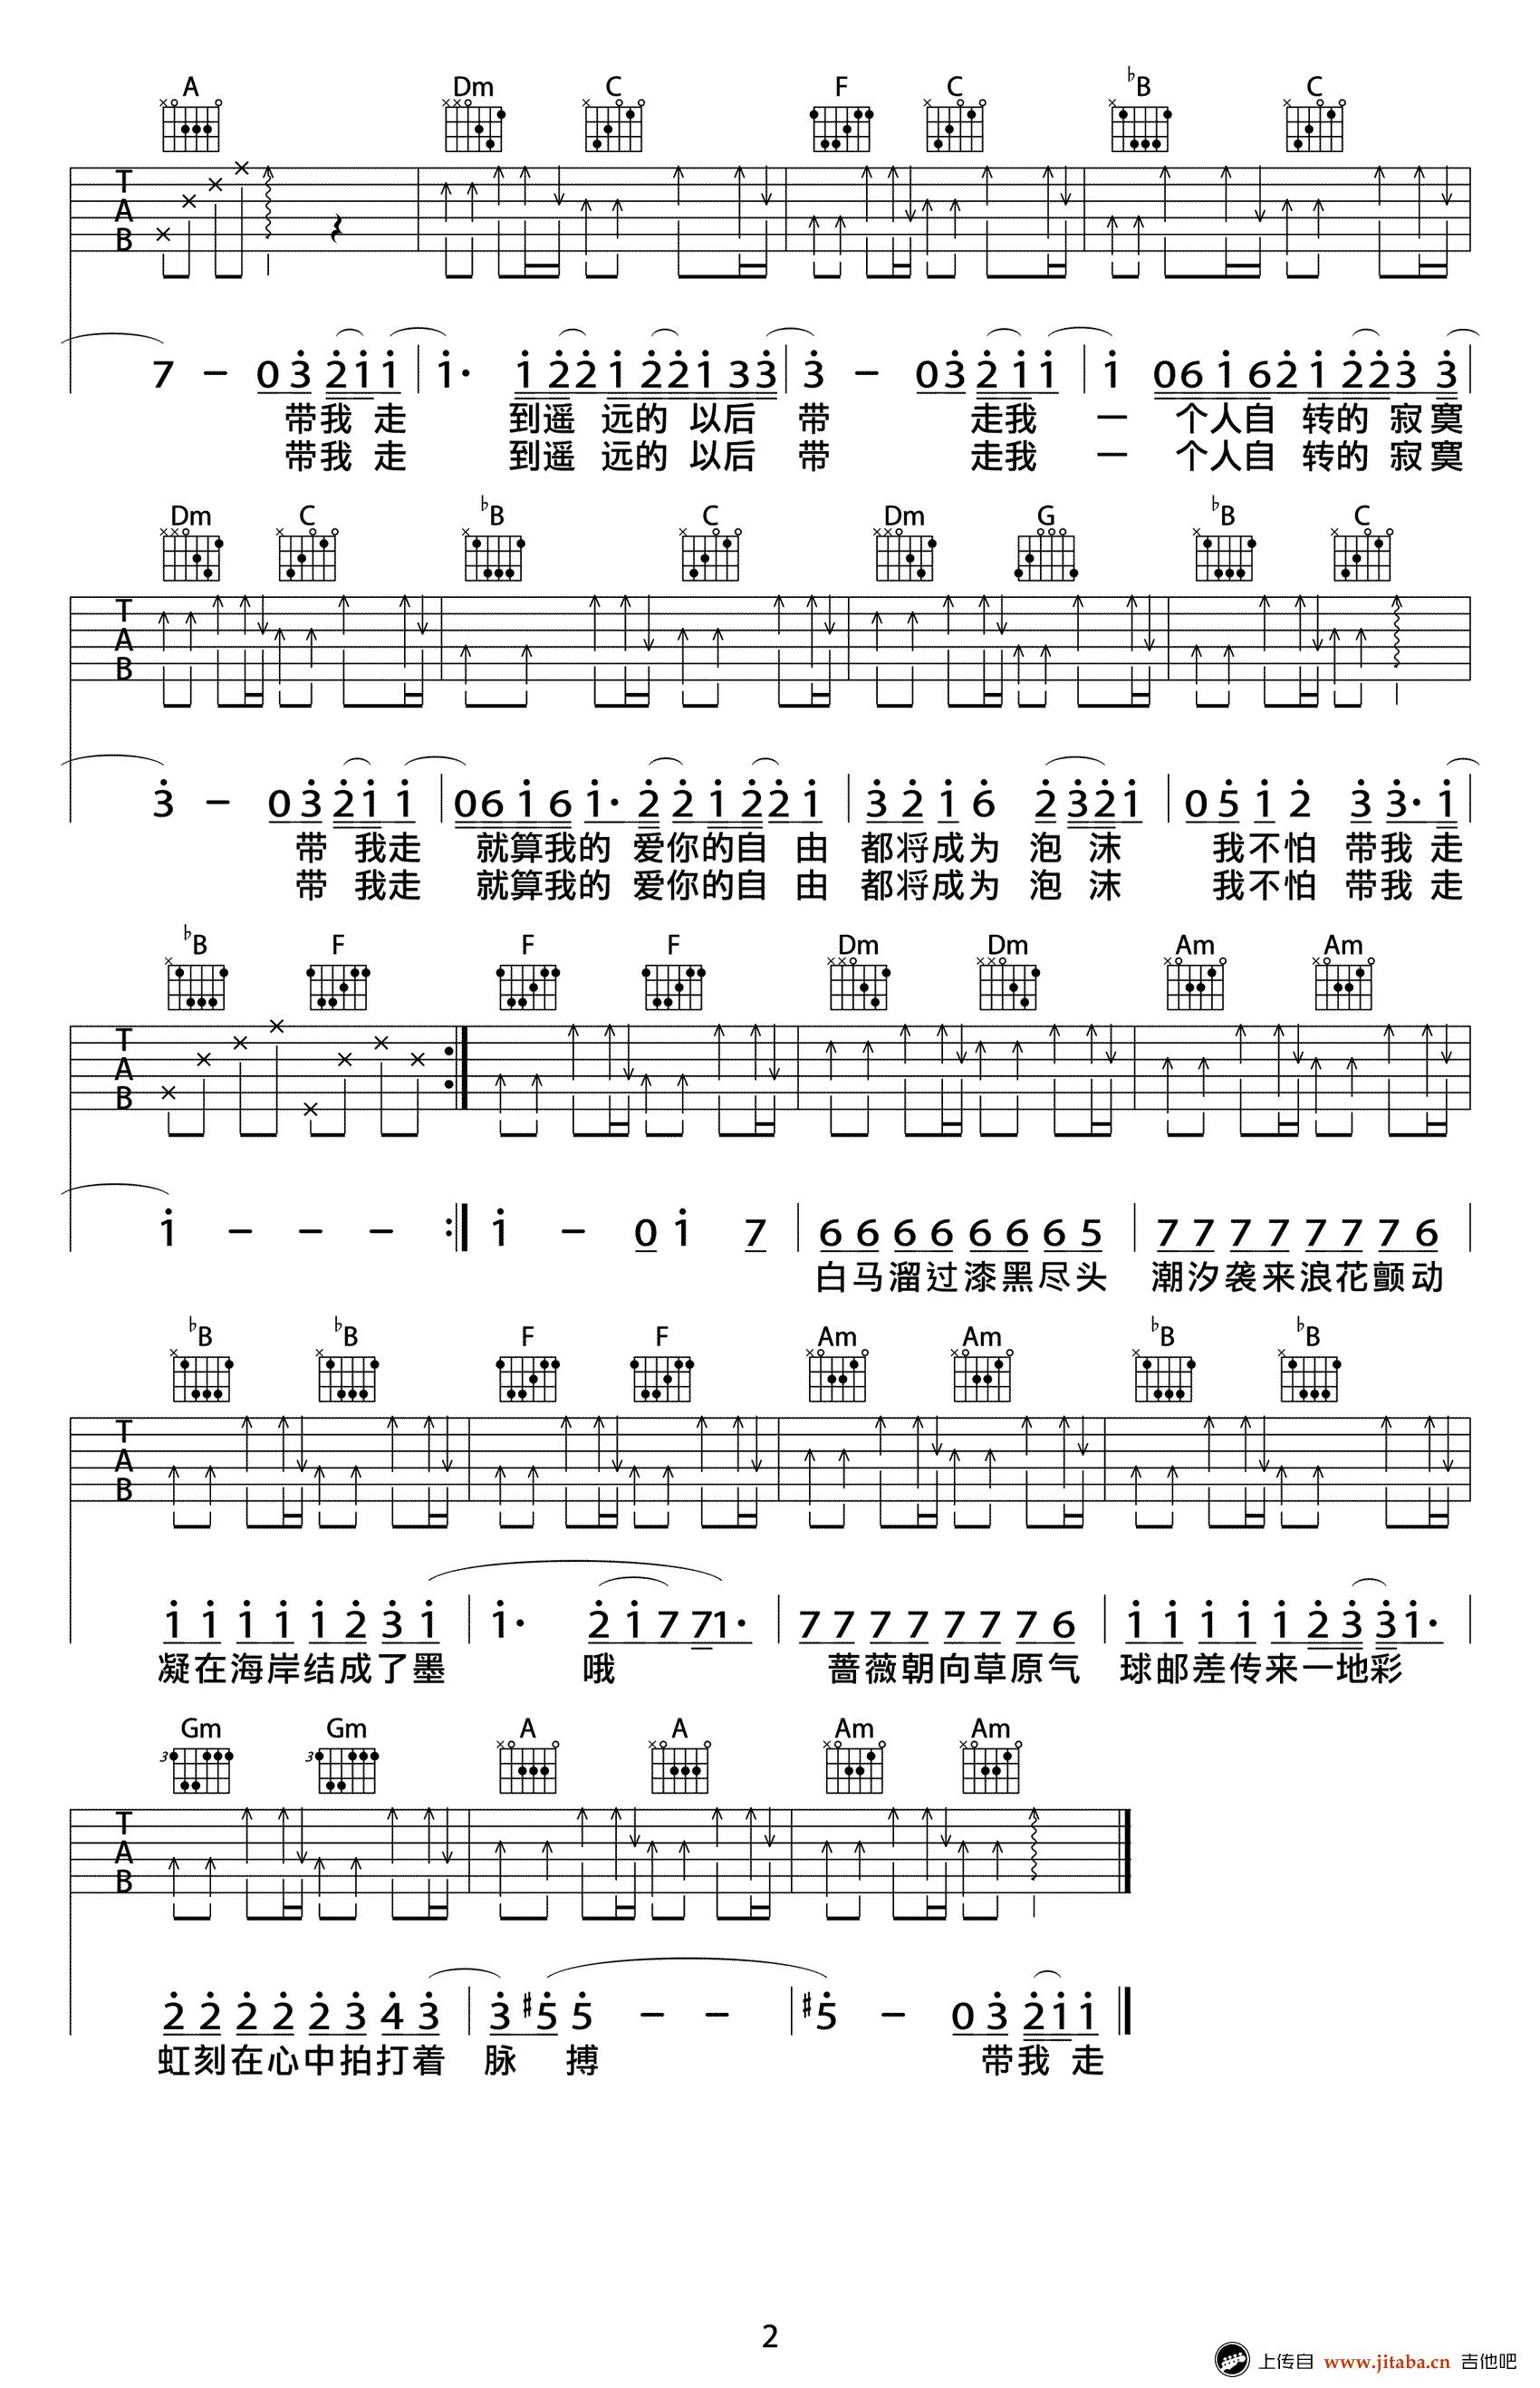 A Dm C F C ♭B C
T
A
B
7 – 0 3 2 1 1 | 1· 1 2 2 1 2 2 1 3 3 | 3 – 0 3 2 1 1 | 1 0 6 1 6 2 1 2 2 3 3 |
带我 走 到遥 远的 以后 带 走我 一 个人自 转的 寂寞
带我 走 到遥 远的 以后 带 走我 一 个人自 转的 寂寞
Dm C ♭B C Dm G ♭B C
T
A
B
3 – 0 3 2 1 1 | 0 6 1 6 1· 2 2 1 2 2 1 | 3 2 1 6 2 3 2 1 | 0 5 1 2 3 3· 1 |
带 我走 就算我的 爱你的自 由 都将成为 泡 沫 我不怕 带我 走
带 我走 就算我的 爱你的自 由 都将成为 泡 沫 我不怕 带我 走
♭B F F F Dm Dm Am Am
T
A
B
1 – – – :| 1 – 0 1 7 | 6 6 6 6 6 6 6 5 | 7 7 7 7 7 7 7 6 |
白马溜过漆黑尽头 潮汐袭来浪花颤动
♭B ♭B F F Am Am ♭B ♭B
T
A
B
1 1 1 1 1 2 3 1 | 1· 2 1 7 7 1· | 7 7 7 7 7 7 7 6 | 1 1 1 1 1 2 3 3 1· |
凝在海岸结成了墨 哦 蔷薇朝向草原气 球邮差传来一地彩
Gm Gm A A Am Am
3 3
T
A
B
2 2 2 2 2 3 4 3 | 3 #5 5 – – | #5 – 0 3 2 1 1 ||
虹刻在心中拍打着 脉 搏 带我 走
2
上传自 www.jitaba.cn 吉他吧